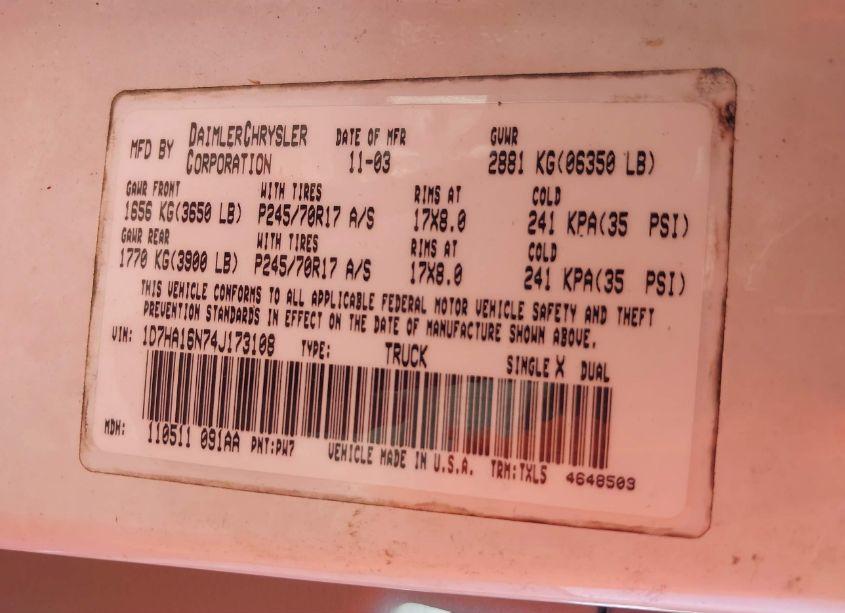 MFD BY DAIMLERCHRYSLER CORPORATION DATE OF MFR 11-03 GVWR 2881 KG(06350 LB)
GAWR FRONT WITH TIRES RIMS AT COLD
1656 KG(3650 LB) P245/70R17 A/S 17X8.0 241 KPA(35 PSI)
GAWR REAR WITH TIRES RIMS AT COLD
1770 KG(3900 LB) P245/70R17 A/S 17X8.0 241 KPA(35 PSI)
THIS VEHICLE CONFORMS TO ALL APPLICABLE FEDERAL MOTOR VEHICLE SAFETY AND THEFT
PREVENTION STANDARDS IN EFFECT ON THE DATE OF MANUFACTURE SHOWN ABOVE.
VIN: 1D7HA16N74J173108 TYPE: TRUCK SINGLE X DUAL
MDH: 110511 091AA PNT:PW7 VEHICLE MADE IN U.S.A. TRM:TXL5 4648503